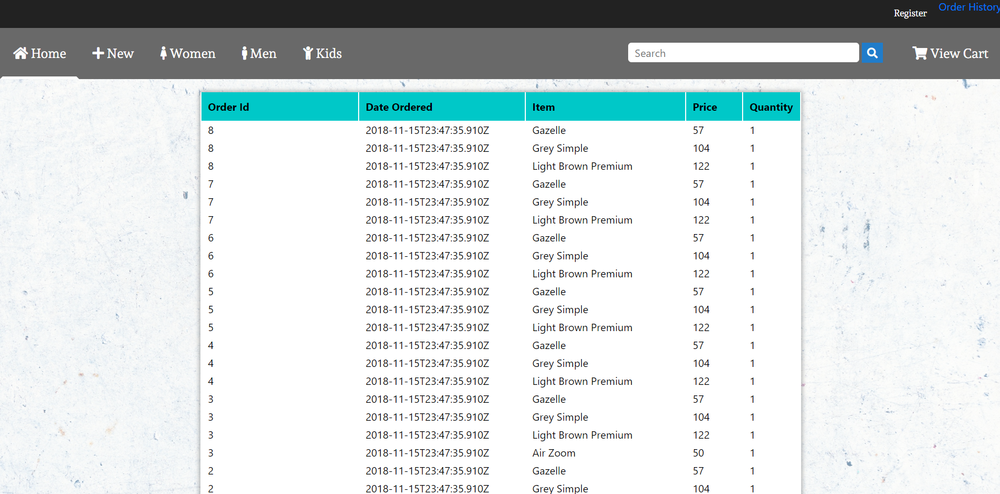 Register Order History
Home New Women Men Kids Search View Cart
Order Id Date Ordered Item Price Quantity
8 2018-11-15T23:47:35.910Z Gazelle 57 1
8 2018-11-15T23:47:35.910Z Grey Simple 104 1
8 2018-11-15T23:47:35.910Z Light Brown Premium 122 1
7 2018-11-15T23:47:35.910Z Gazelle 57 1
7 2018-11-15T23:47:35.910Z Grey Simple 104 1
7 2018-11-15T23:47:35.910Z Light Brown Premium 122 1
6 2018-11-15T23:47:35.910Z Gazelle 57 1
6 2018-11-15T23:47:35.910Z Grey Simple 104 1
6 2018-11-15T23:47:35.910Z Light Brown Premium 122 1
5 2018-11-15T23:47:35.910Z Gazelle 57 1
5 2018-11-15T23:47:35.910Z Grey Simple 104 1
5 2018-11-15T23:47:35.910Z Light Brown Premium 122 1
4 2018-11-15T23:47:35.910Z Gazelle 57 1
4 2018-11-15T23:47:35.910Z Grey Simple 104 1
4 2018-11-15T23:47:35.910Z Light Brown Premium 122 1
3 2018-11-15T23:47:35.910Z Gazelle 57 1
3 2018-11-15T23:47:35.910Z Grey Simple 104 1
3 2018-11-15T23:47:35.910Z Light Brown Premium 122 1
3 2018-11-15T23:47:35.910Z Air Zoom 50 1
2 2018-11-15T23:47:35.910Z Gazelle 57 1
2 2018-11-15T23:47:35.910Z Grey Simple 104 1